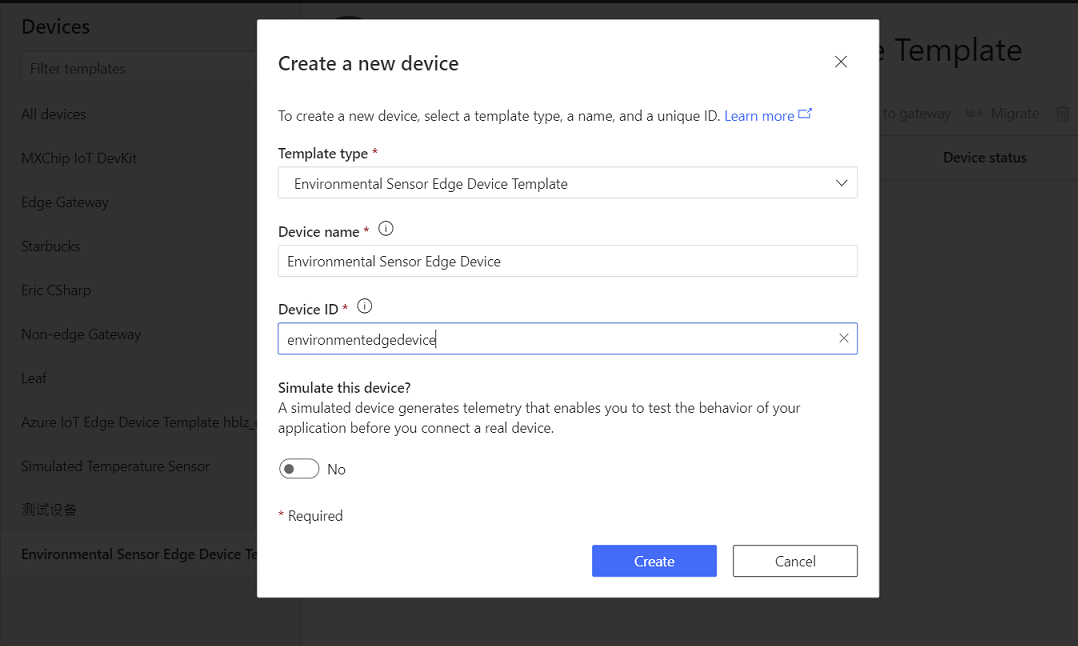 Devices
Filter templates
All devices
MXChip IoT DevKit
Edge Gateway
Starbucks
Eric CSharp
Non-edge Gateway
Leaf
Azure IoT Edge Device Template hblz_
Simulated Temperature Sensor
测试设备
Environmental Sensor Edge Device Te
Template
to gateway
Migrate
Device status
Create a new device
To create a new device, select a template type, a name, and a unique ID. Learn more
Template type *
Environmental Sensor Edge Device Template
Device name *
Environmental Sensor Edge Device
Device ID *
environmentedgedevice
Simulate this device?
A simulated device generates telemetry that enables you to test the behavior of your
application before you connect a real device.
No
* Required
Create
Cancel